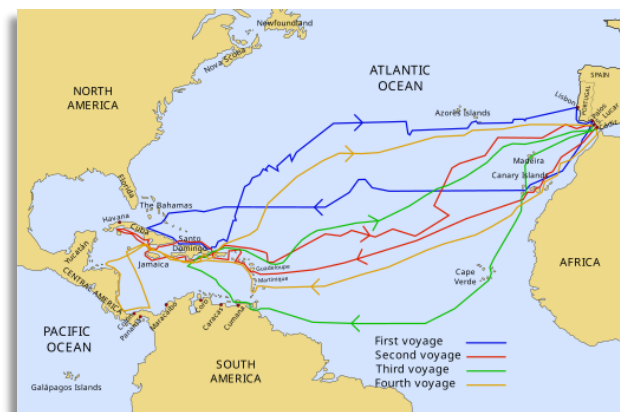 Newfoundland
Nova Scotia
NORTH
AMERICA
ATLANTIC
OCEAN
SPAIN
PORTUGAL
Lisbon
Palos
S. Lucar
Cádiz
Azores Islands
Madeira
Canary Islands
Florida
The Bahamas
Havana
Cuba
Santo
Domingo
Yucatán
Jamaica
Guadeloupe
Martinique
AFRICA
Cape
Verde
CENTRAL AMERICA
Panama
Maracaibo
Coro
Caracas
Cumana
PACIFIC
OCEAN
SOUTH
AMERICA
Galápagos Islands
First voyage
Second voyage
Third voyage
Fourth voyage